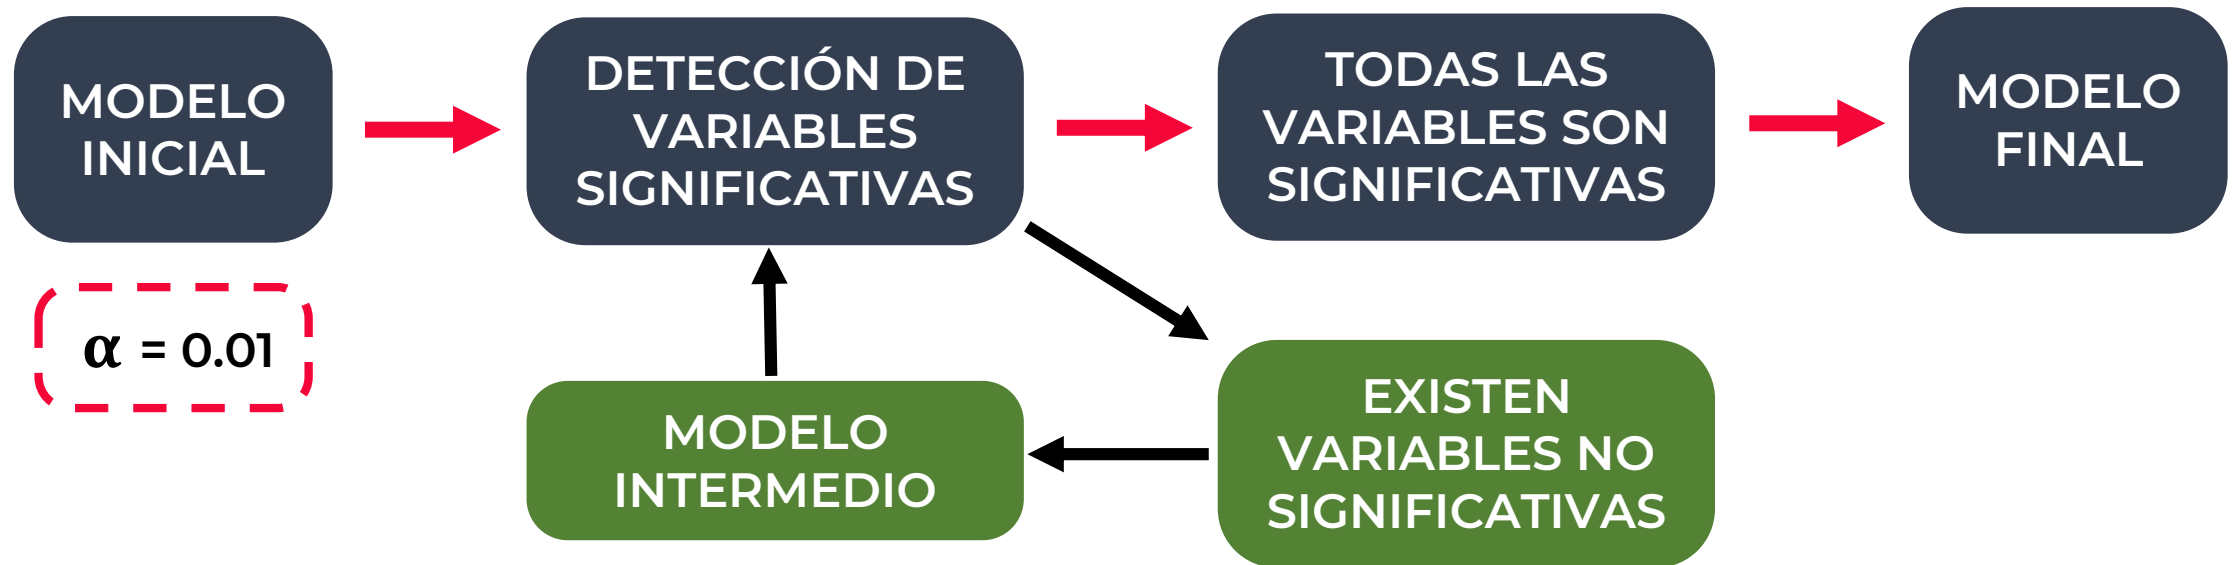 MODELO
INICIAL
DETECCIÓN DE
VARIABLES
SIGNIFICATIVAS
TODAS LAS
VARIABLES SON
SIGNIFICATIVAS
MODELO
FINAL
α = 0.01
MODELO
INTERMEDIO
EXISTEN
VARIABLES NO
SIGNIFICATIVAS